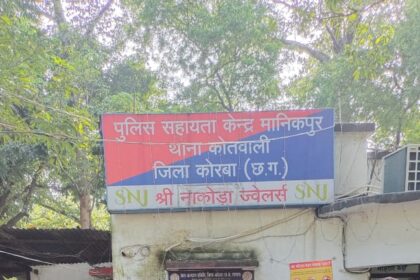 पुलिस सहायता केन्द्र मानिकपुर
थाना कोतवाली
जिला कोरबा (छ.ग.)
SNJ श्री नाकोड़ा ज्वेलर्स SNJ